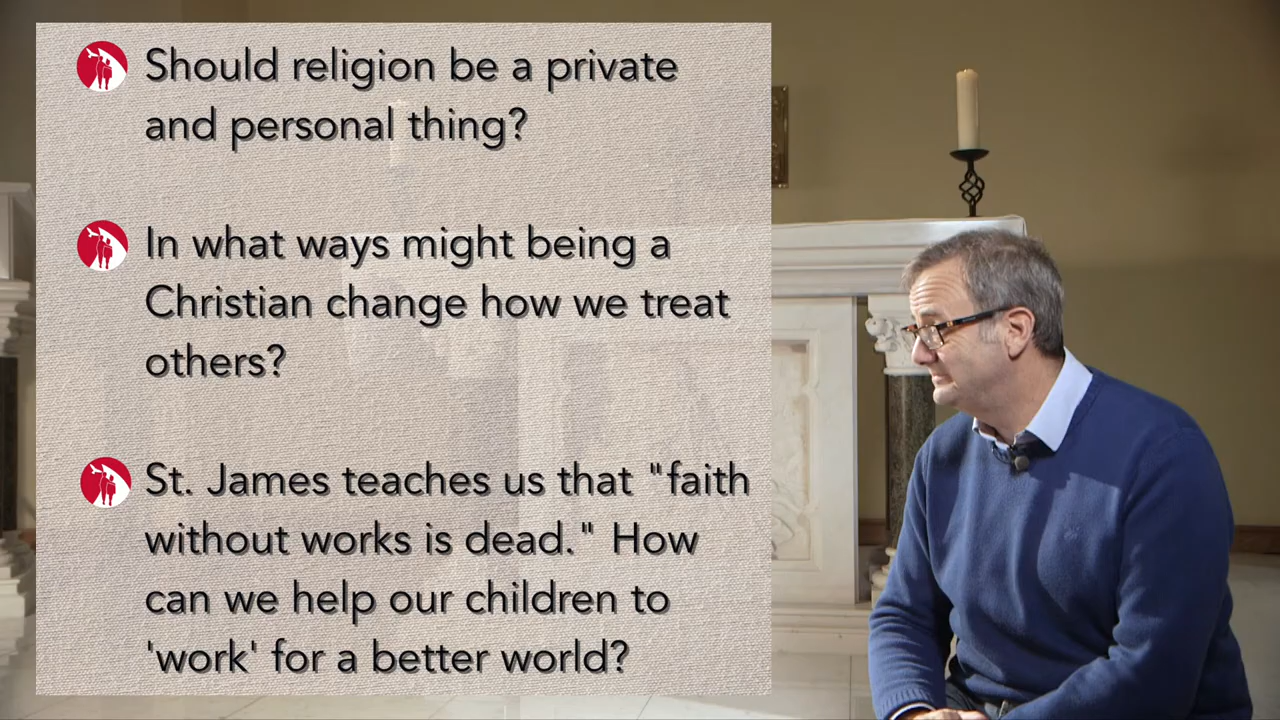 Should religion be a private
and personal thing?
In what ways might being a
Christian change how we treat
others?
St. James teaches us that "faith
without works is dead." How
can we help our children to
'work' for a better world?